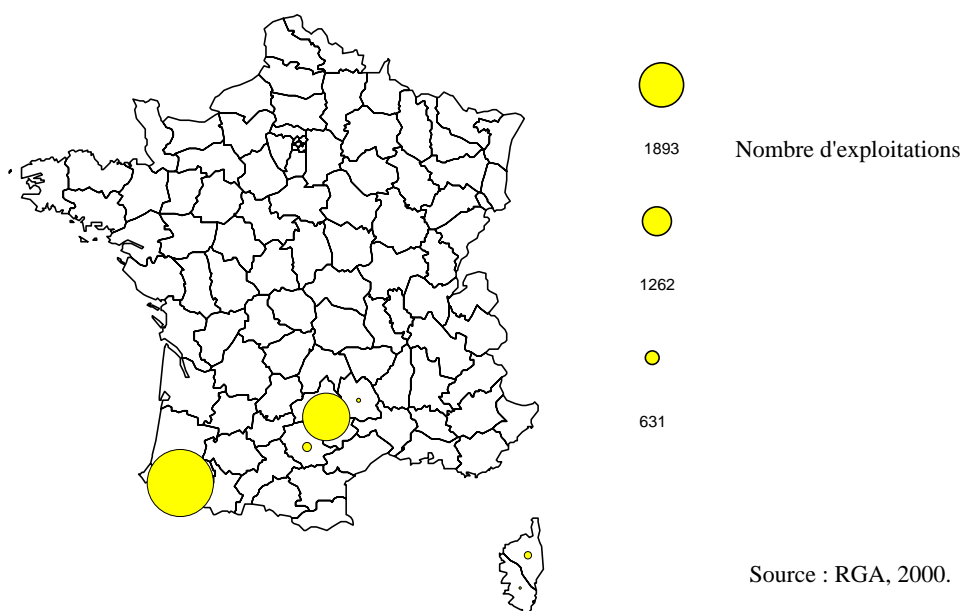 1893
Nombre d'exploitations
1262
631
Source : RGA, 2000.